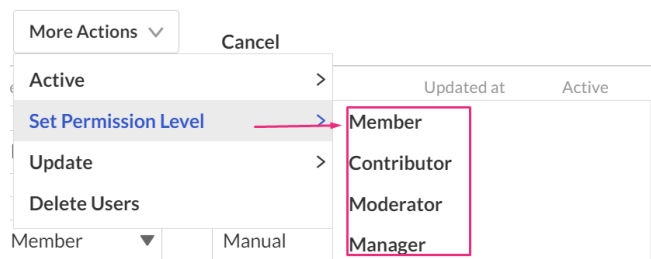 More Actions
Cancel
Active
Updated at Active
Set Permission Level
Member
Update
Contributor
Delete Users
Moderator
Member Manual
Manager